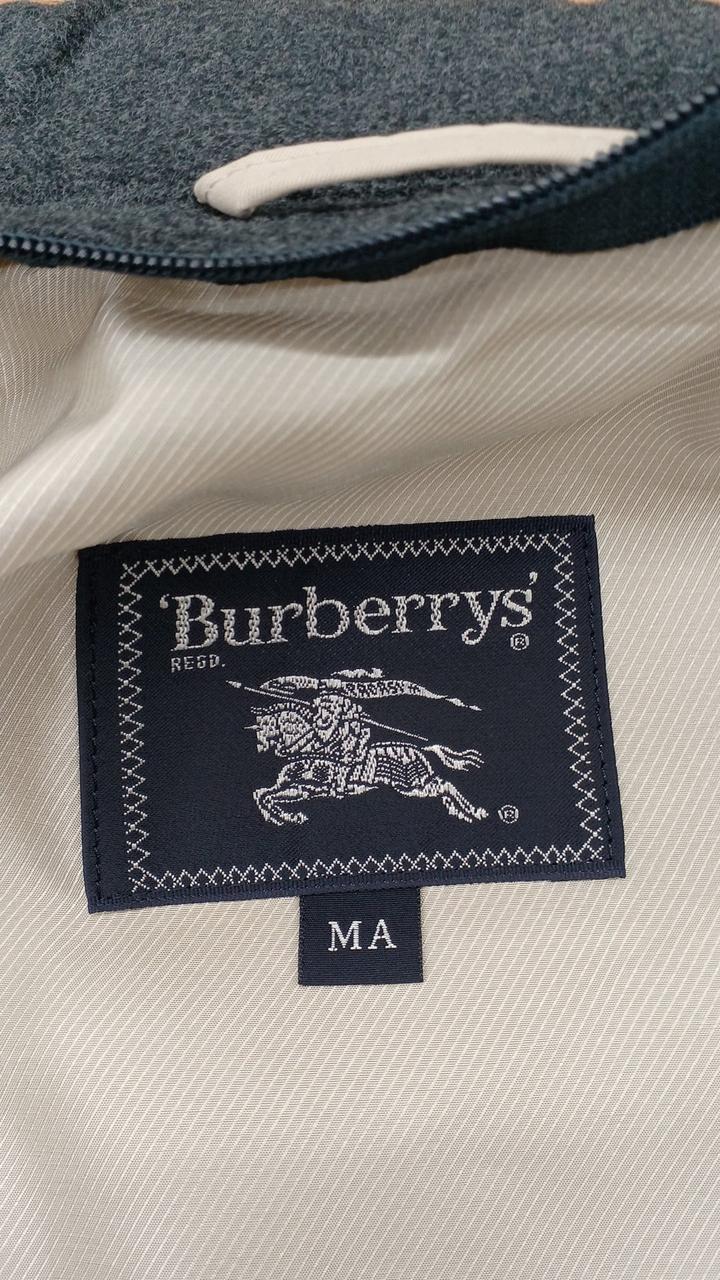 'Burberrys'
®
REGD.
®
MA